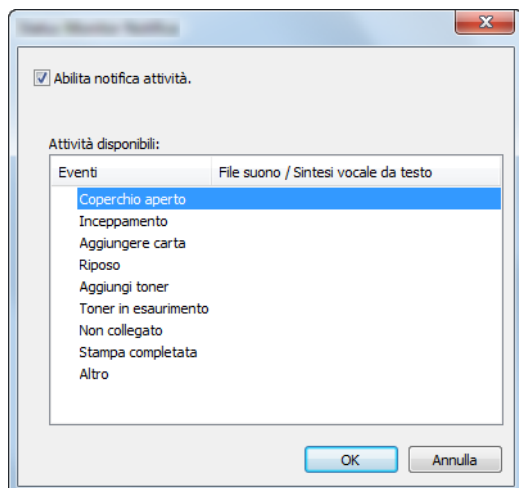 Abilita notifica attività.
Attività disponibili:
Eventi File suono / Sintesi vocale da testo
Coperchio aperto
Inceppamento
Aggiungere carta
Riposo
Aggiungi toner
Toner in esaurimento
Non collegato
Stampa completata
Altro
OK Annulla